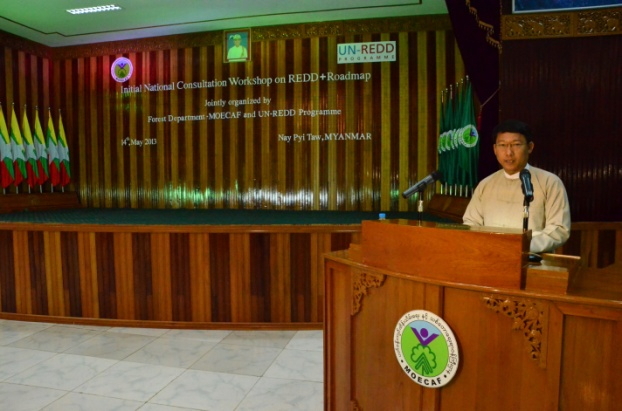 UN-REDD
PROGRAMME
Initial National Consultation Workshop on REDD+Roadmap
Jointly organized by
Forest Department-MOECAF and UN-REDD Programme
14th, May 2013
Nay Pyi Taw, MYANMAR
MOECAF